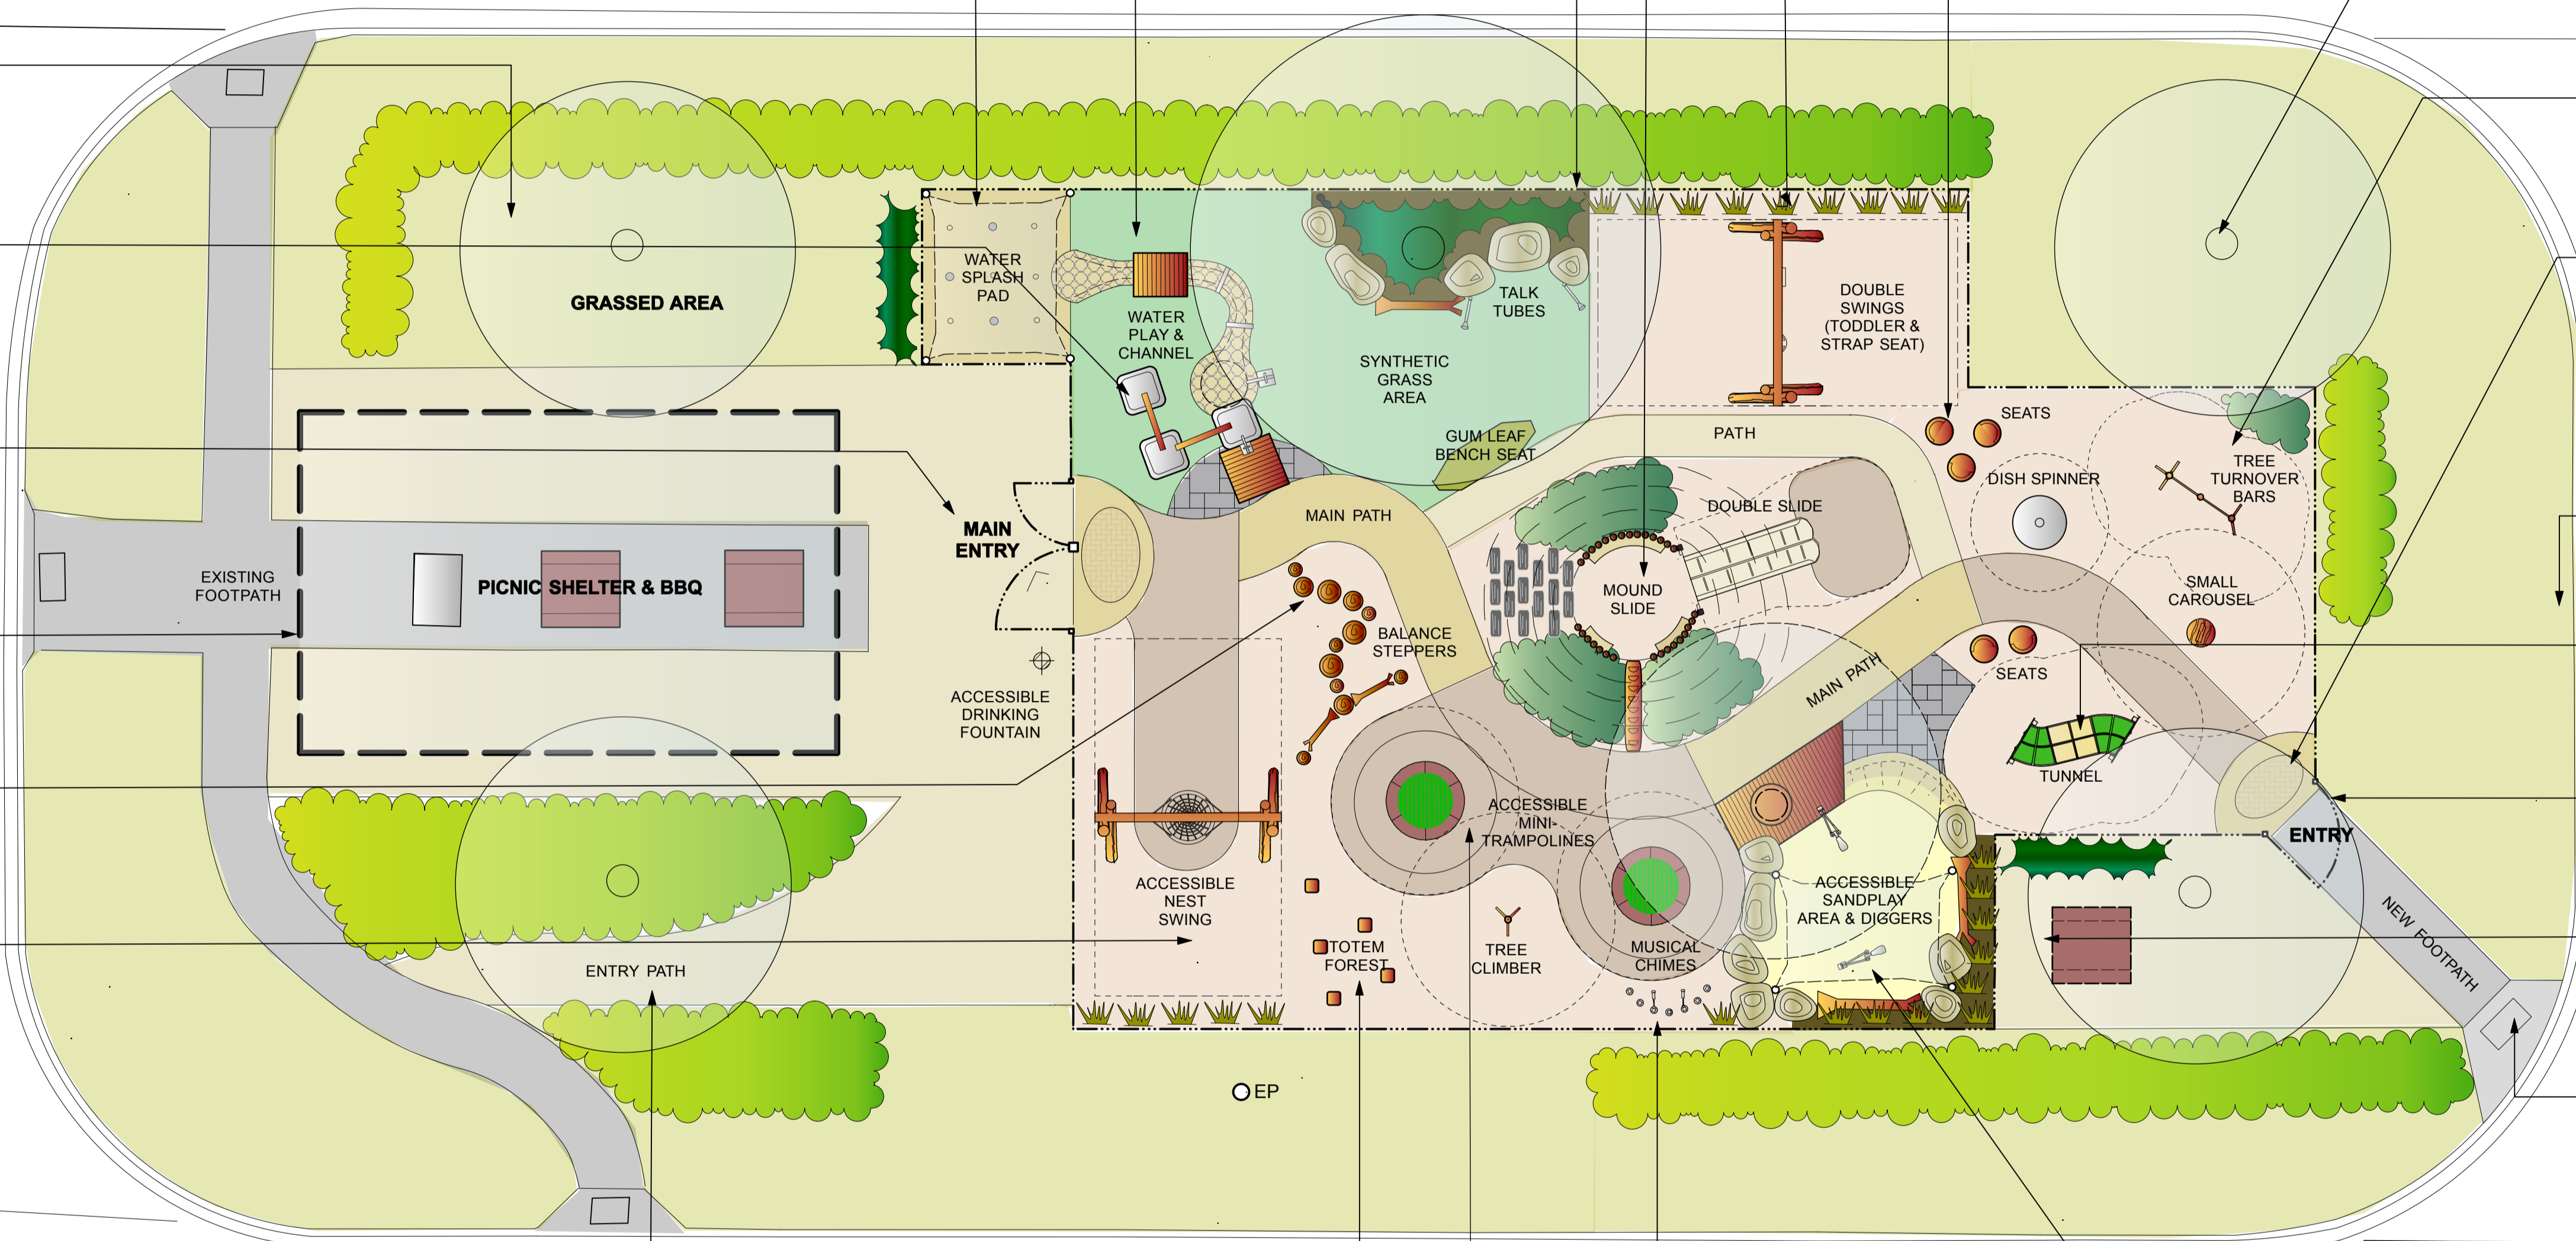 GRASSED AREA
WATER
SPLASH
PAD
WATER
PLAY &
CHANNEL
TALK
TUBES
SYNTHETIC
GRASS
AREA
DOUBLE
SWINGS
(TODDLER &
STRAP SEAT)
GUM LEAF
BENCH SEAT
PATH
SEATS
DISH SPINNER
TREE
TURNOVER
BARS
MAIN
ENTRY
MAIN PATH
DOUBLE SLIDE
EXISTING
FOOTPATH
PICNIC SHELTER & BBQ
MOUND
SLIDE
SMALL
CAROUSEL
BALANCE
STEPPERS
MAIN PATH
SEATS
ACCESSIBLE
DRINKING
FOUNTAIN
TUNNEL
ACCESSIBLE
MINI-
TRAMPOLINES
ENTRY
ACCESSIBLE
NEST
SWING
ACCESSIBLE
SANDPLAY
AREA & DIGGERS
NEW FOOTPATH
TOTEM
FOREST
TREE
CLIMBER
MUSICAL
CHIMES
ENTRY PATH
EP